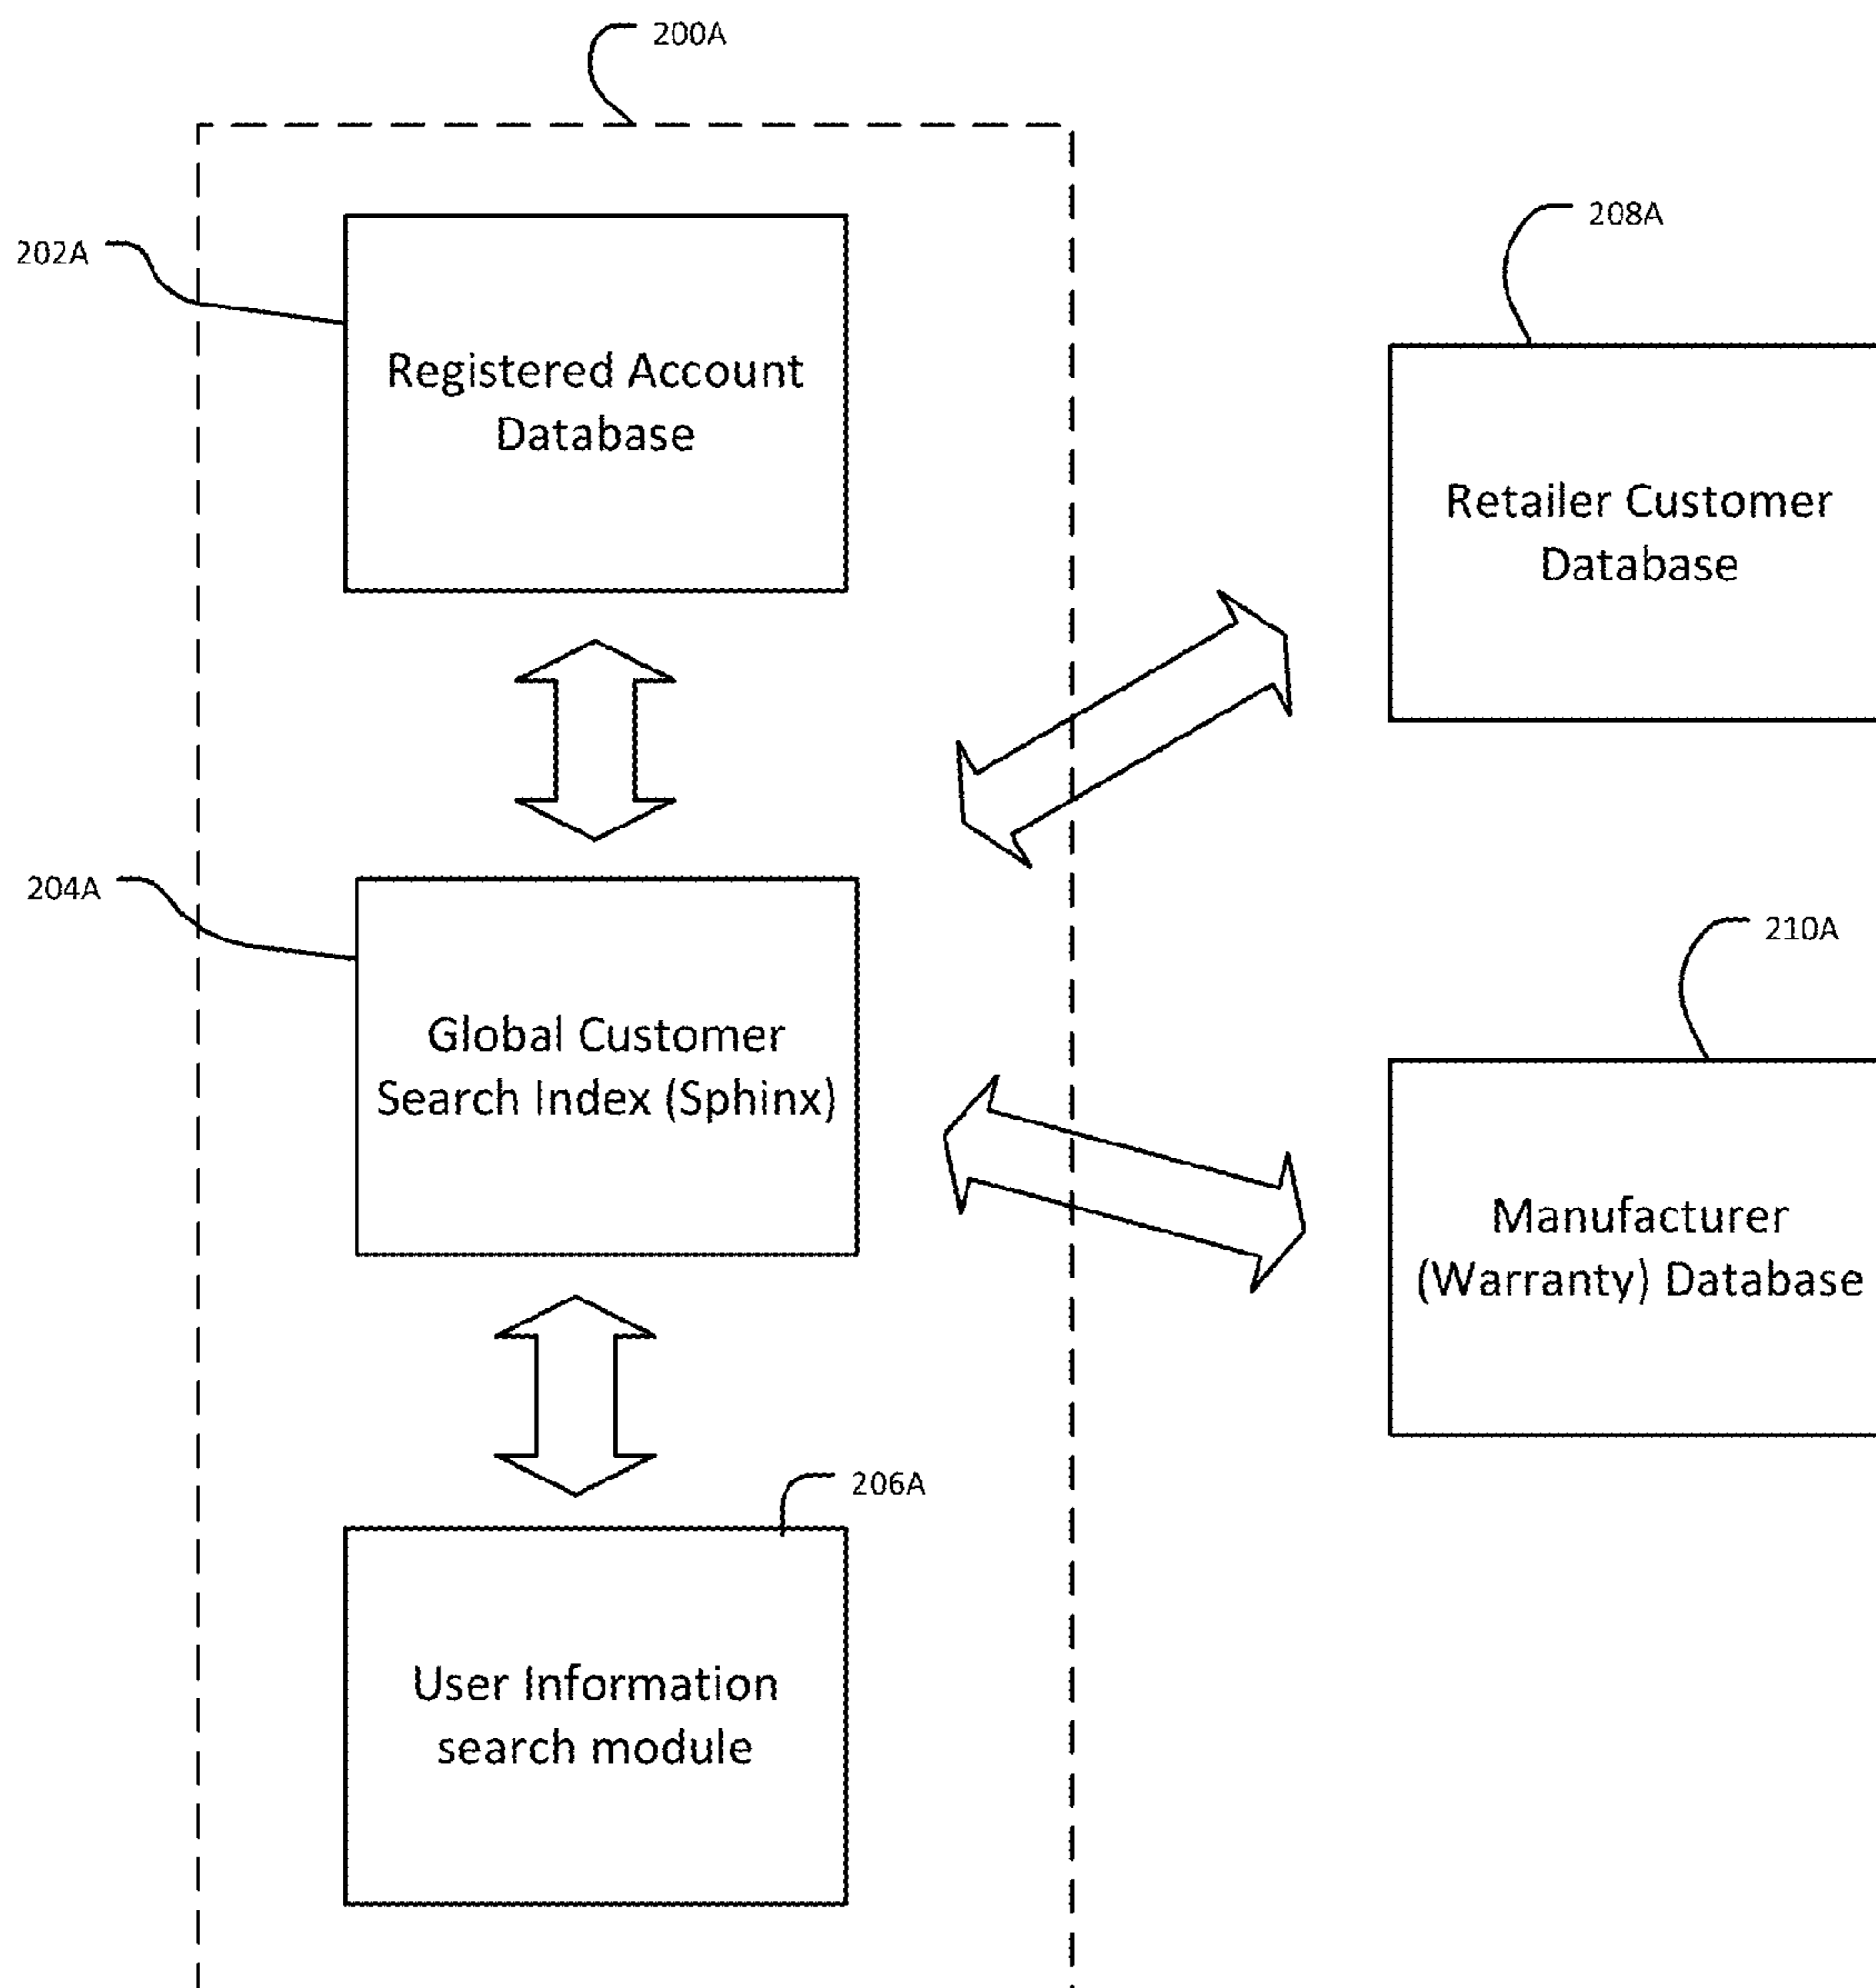 200A
202A
Registered Account
Database
208A
Retailer Customer
Database
204A
Global Customer
Search Index (Sphinx)
210A
Manufacturer
(Warranty) Database
206A
User Information
search module